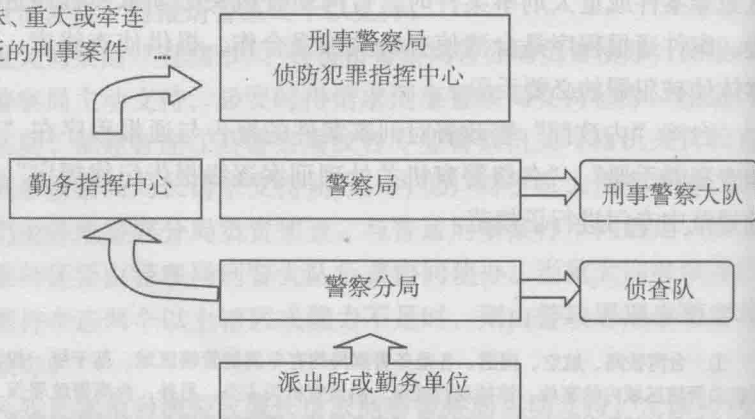 重大或牵连
的刑事案件 …
刑事警察局
侦防犯罪指挥中心
勤务指挥中心
警察局
刑事警察大队
警察分局
侦查队
派出所或勤务单位